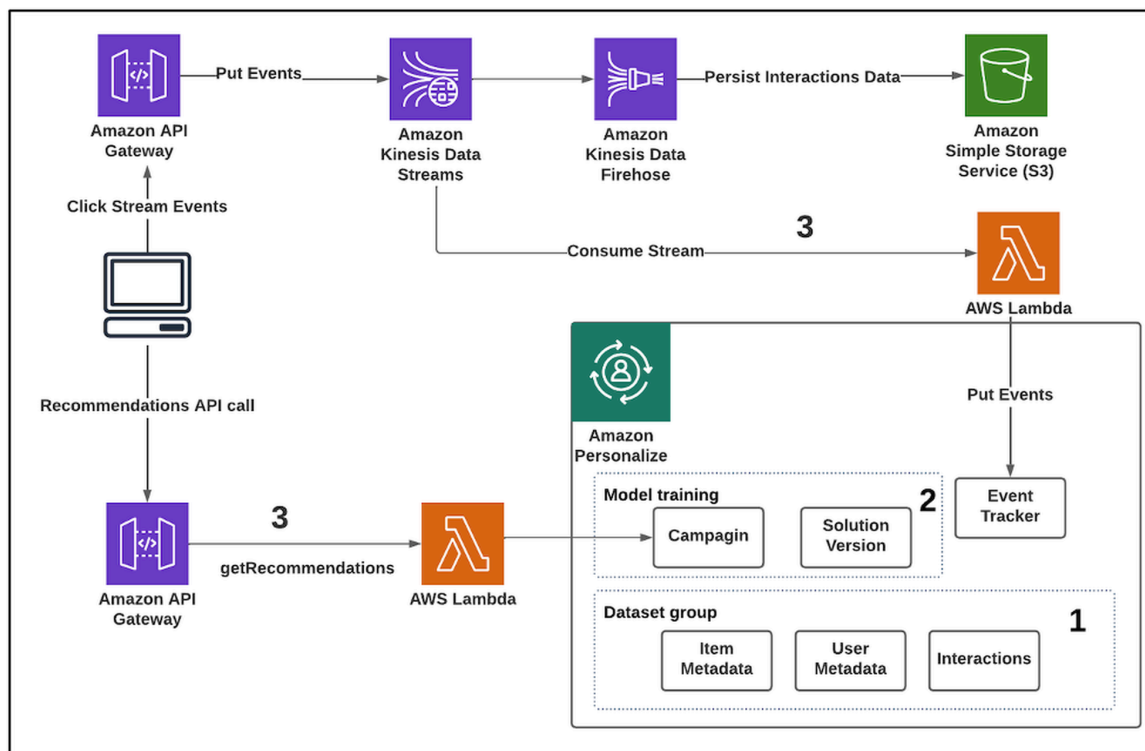 Put Events
Persist Interactions Data
Amazon API
Gateway
Amazon
Kinesis Data
Streams
Amazon
Kinesis Data
Firehose
Amazon
Simple Storage
Service (S3)
Click Stream Events
3
Consume Stream
AWS Lambda
Recommendations API call
Put Events
Amazon
Personalize
Model training
2
Campagin
Solution
Version
Event
Tracker
3
getRecommendations
Amazon API
Gateway
AWS Lambda
Dataset group
1
Item
Metadata
User
Metadata
Interactions